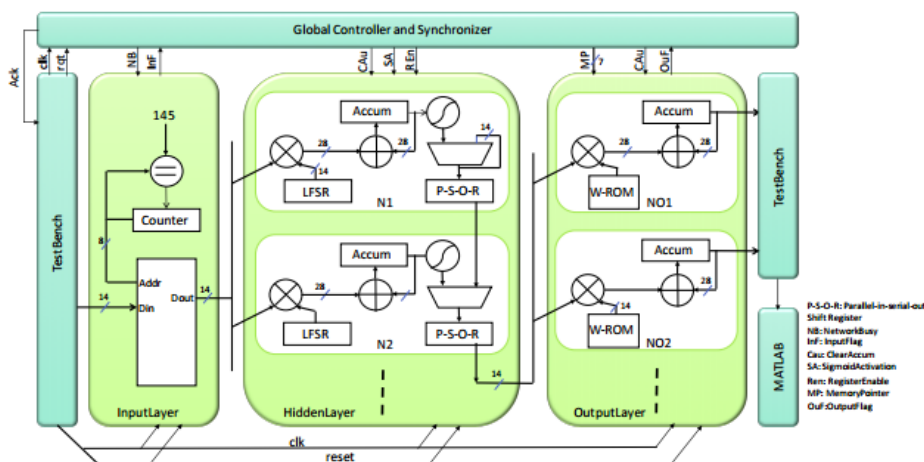 Global Controller and Synchronizer
Ack
clk
rqt
NB
InF
CAu
SA
REn
MP
7
CAu
OuF
TestBench
145
=
Counter
8
Addr
Din
Dout
14
14
InputLayer
Accum
28
28
14
14
LFSR
P-S-O-R
N1
Accum
28
LFSR
P-S-O-R
N2
14
HiddenLayer
Accum
28
28
W-ROM
NO1
Accum
28
28
14
W-ROM
NO2
OutputLayer
TestBench
MATLAB
P-S-O-R: Parallel-in-serial-out
Shift Register
NB: NetworkBusy
InF: InputFlag
Cau: ClearAccum
SA: SigmoidActivation
Ren: RegisterEnable
MP: MemoryPointer
OuF:OutputFlag
clk
reset